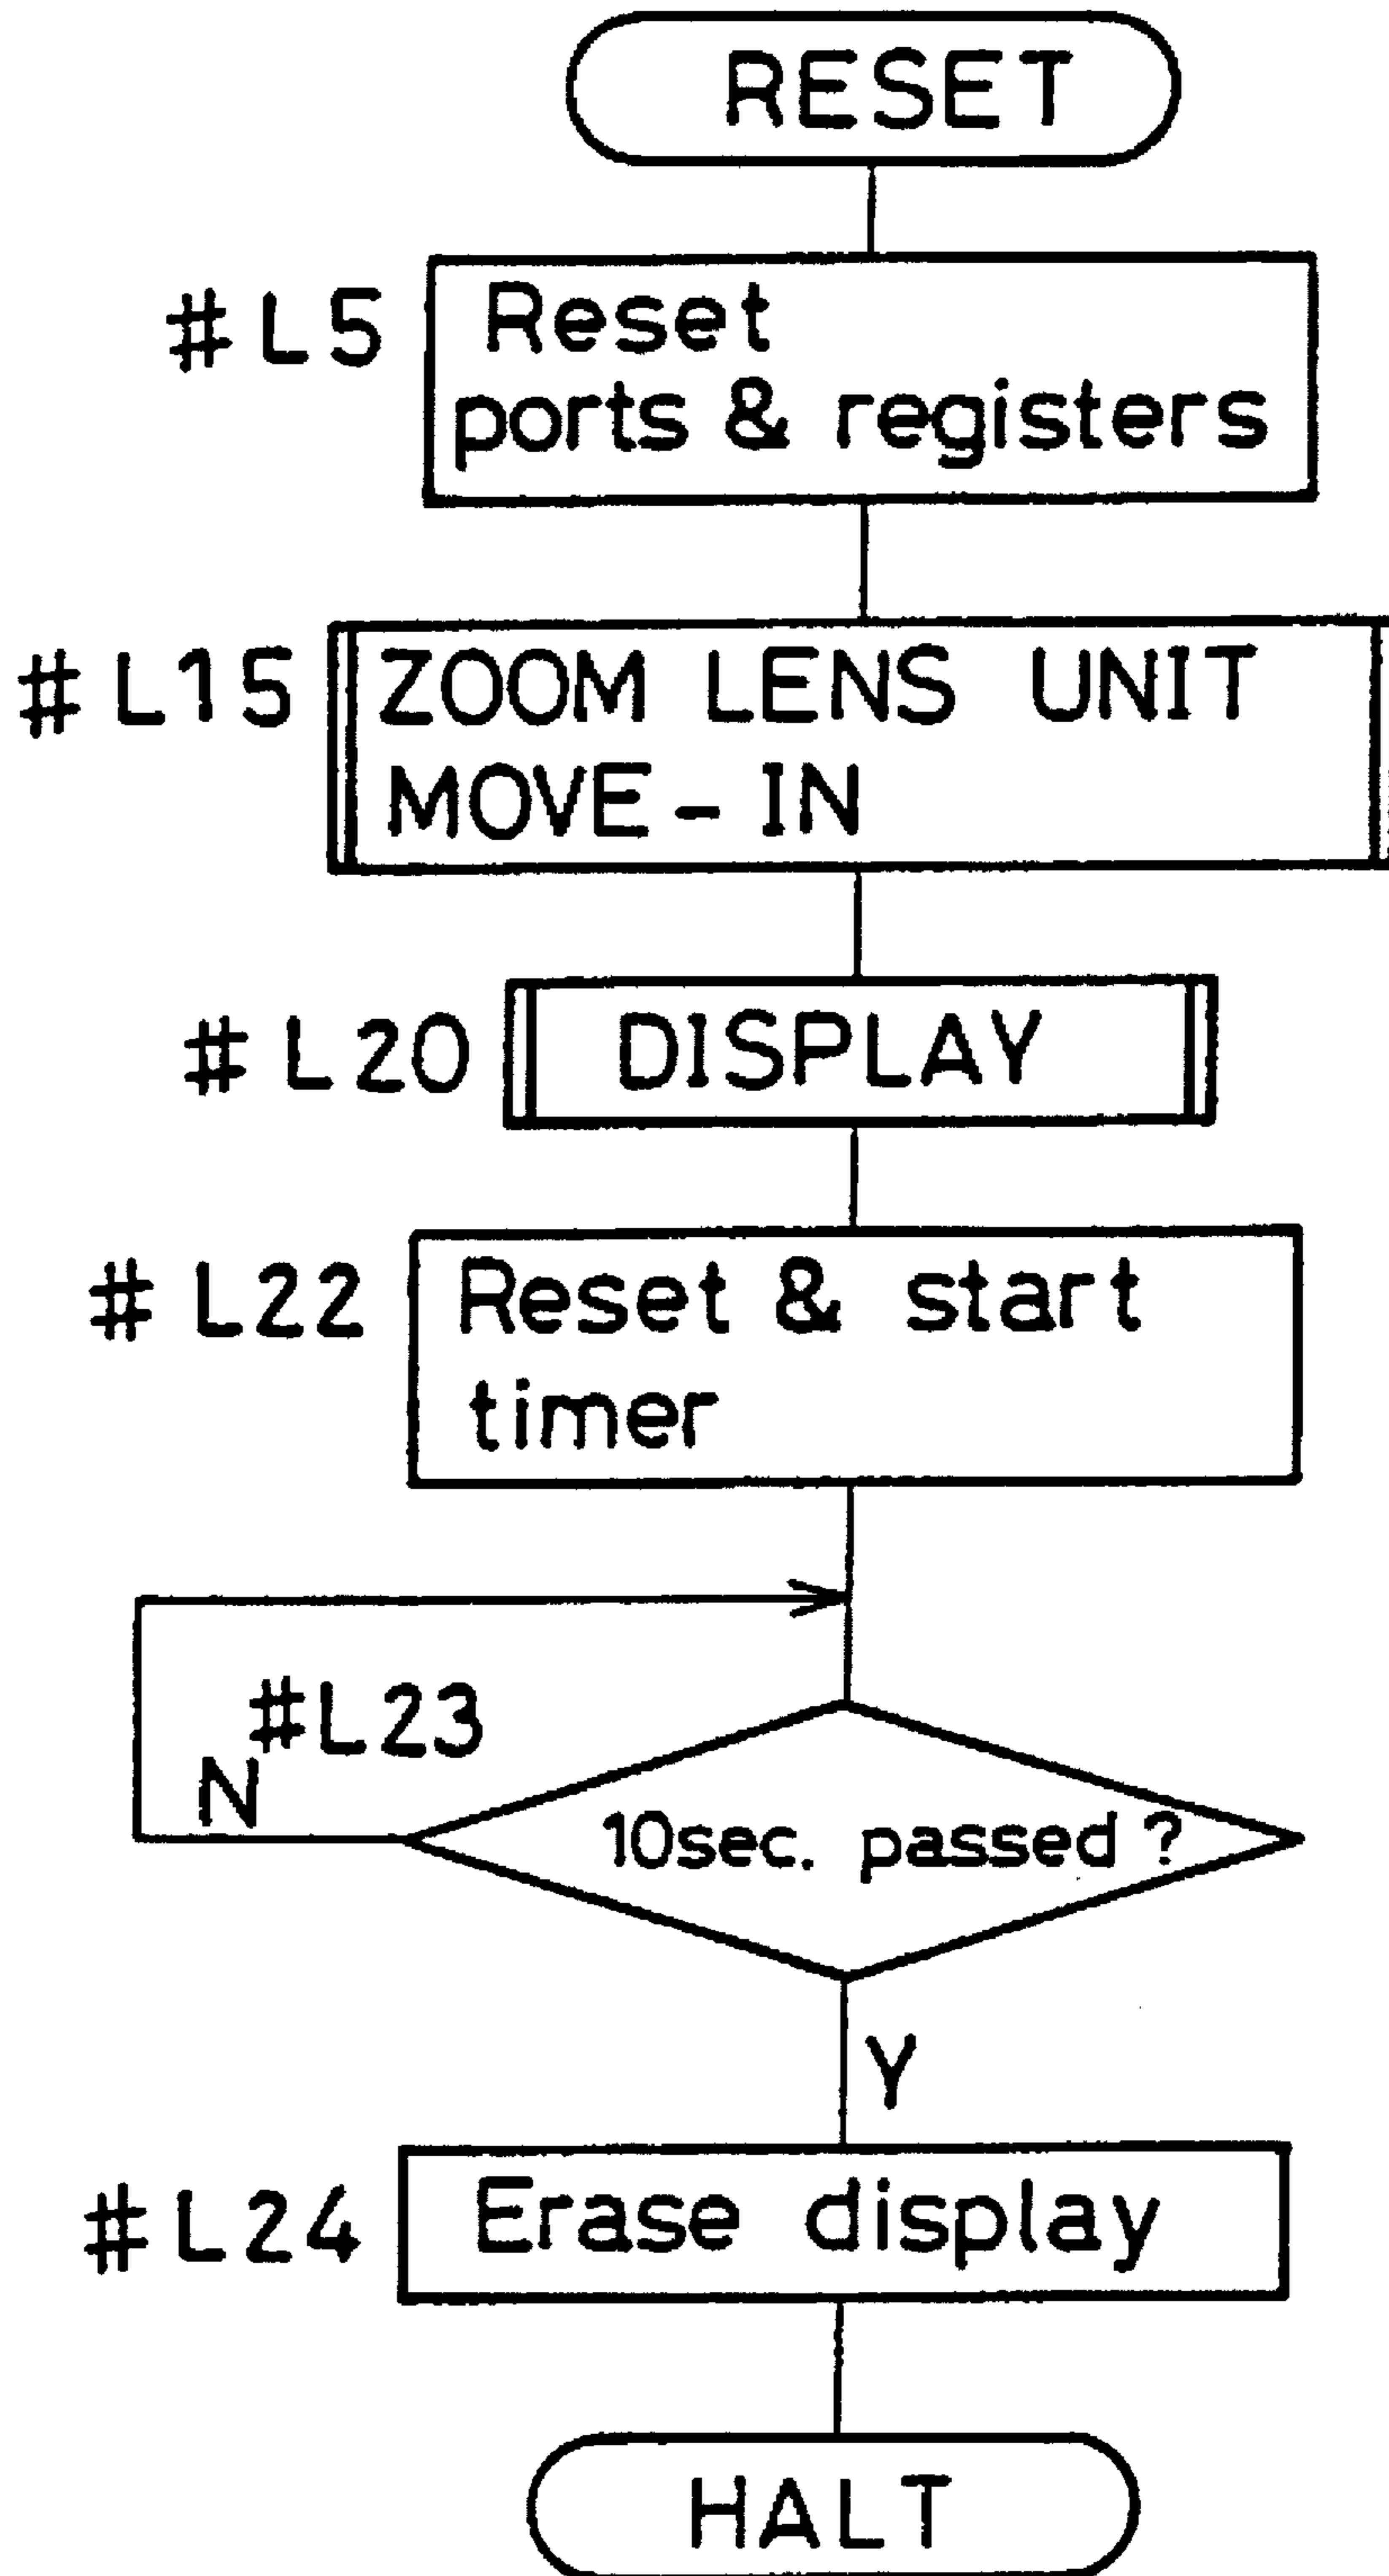 RESET
#L5
Reset
ports & registers
#L15
ZOOM LENS UNIT
MOVE-IN
#L20
DISPLAY
#L22
Reset & start
timer
#L23
N
10sec. passed?
Y
#L24
Erase display
HALT